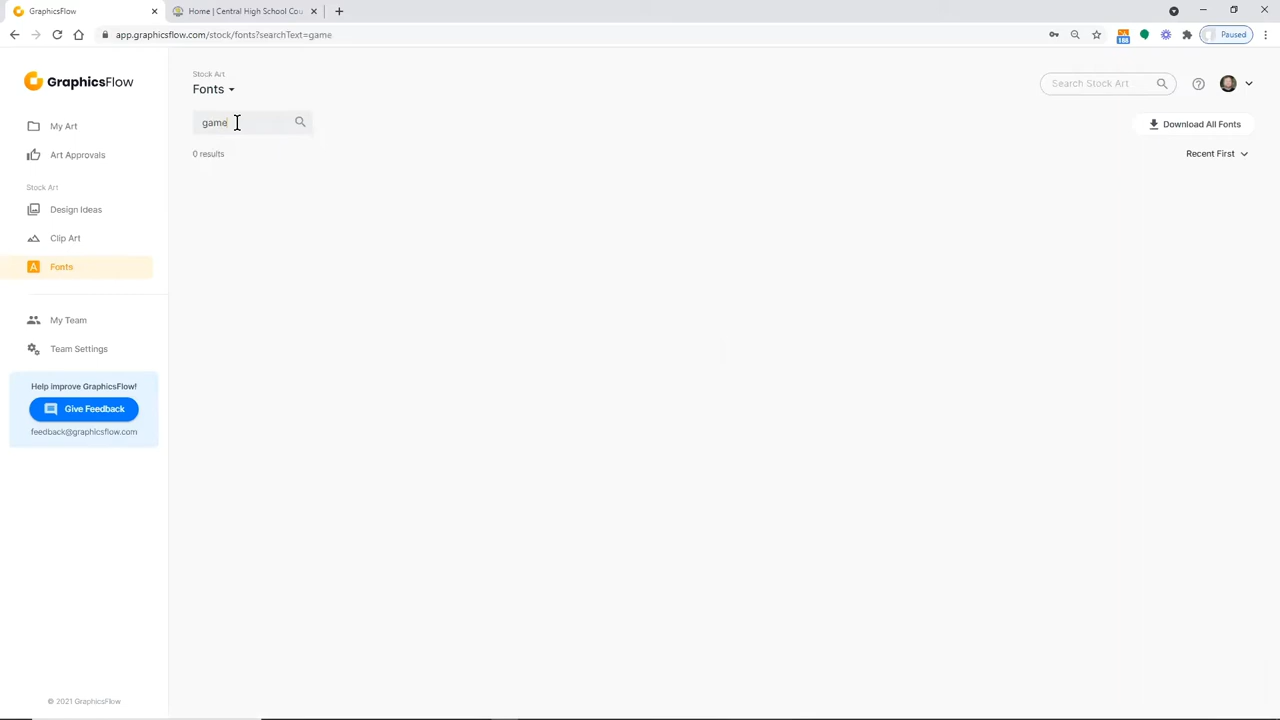 GraphicsFlow
Home | Central High School Cou
app.graphicsflow.com/stock/fonts?searchText=game
188
Paused
GraphicsFlow
My Art
Art Approvals
Stock Art
Design Ideas
Clip Art
A Fonts
My Team
Team Settings
Help improve GraphicsFlow!
Give Feedback
feedback@graphicsflow.com
© 2021 GraphicsFlow
Stock Art
Fonts
game
0 results
Search Stock Art
Download All Fonts
Recent First